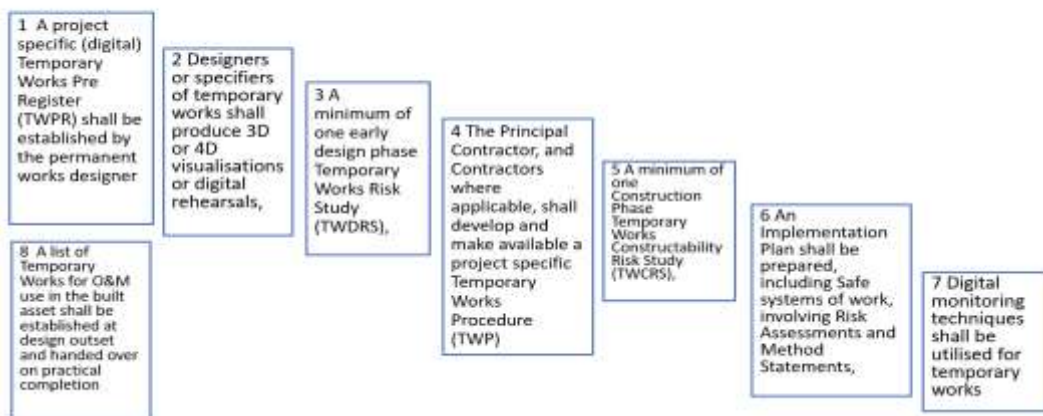 1 A project
specific (digital)
Temporary
Works Pre
Register
(TWPR) shall be
established by
the permanent
works designer
2 Designers
or specifiers
of temporary
works shall
produce 3D
or 4D
visualisations
or digital
rehearsals,
3 A
minimum of
one early
design phase
Temporary
Works Risk
Study
(TWDRS),
4 The Principal
Contractor, and
Contractors
where
applicable, shall
develop and
make available a
project specific
Temporary
Works
Procedure
(TWP)
5 A minimum of
one
Construction
Phase
Temporary
Works
Constructability
Risk Study
(TWCRS),
6 An
Implementation
Plan shall be
prepared,
including Safe
systems of work,
involving Risk
Assessments and
Method
Statements,
7 Digital
monitoring
techniques
shall be
utilised for
temporary
works
8 A list of
Temporary
Works for O&M
use in the built
asset shall be
established at
design outset
and handed over
on practical
completion